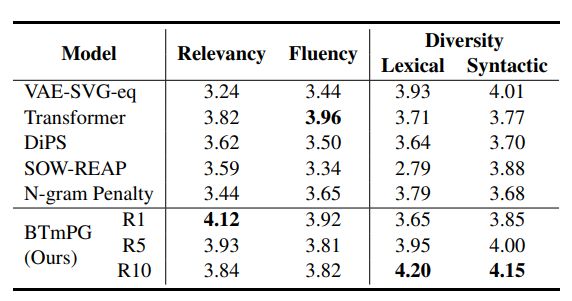 Model Relevancy Fluency Diversity
Lexical Syntactic
VAE-SVG-eq 3.24 3.44 3.93 4.01
Transformer 3.82 3.96 3.71 3.77
DiPS 3.62 3.50 3.64 3.70
SOW-REAP 3.59 3.34 2.79 3.88
N-gram Penalty 3.44 3.65 3.79 3.68
BTmPG (Ours) R1 4.12 3.92 3.65 3.85
R5 3.93 3.81 3.95 4.00
R10 3.84 3.82 4.20 4.15